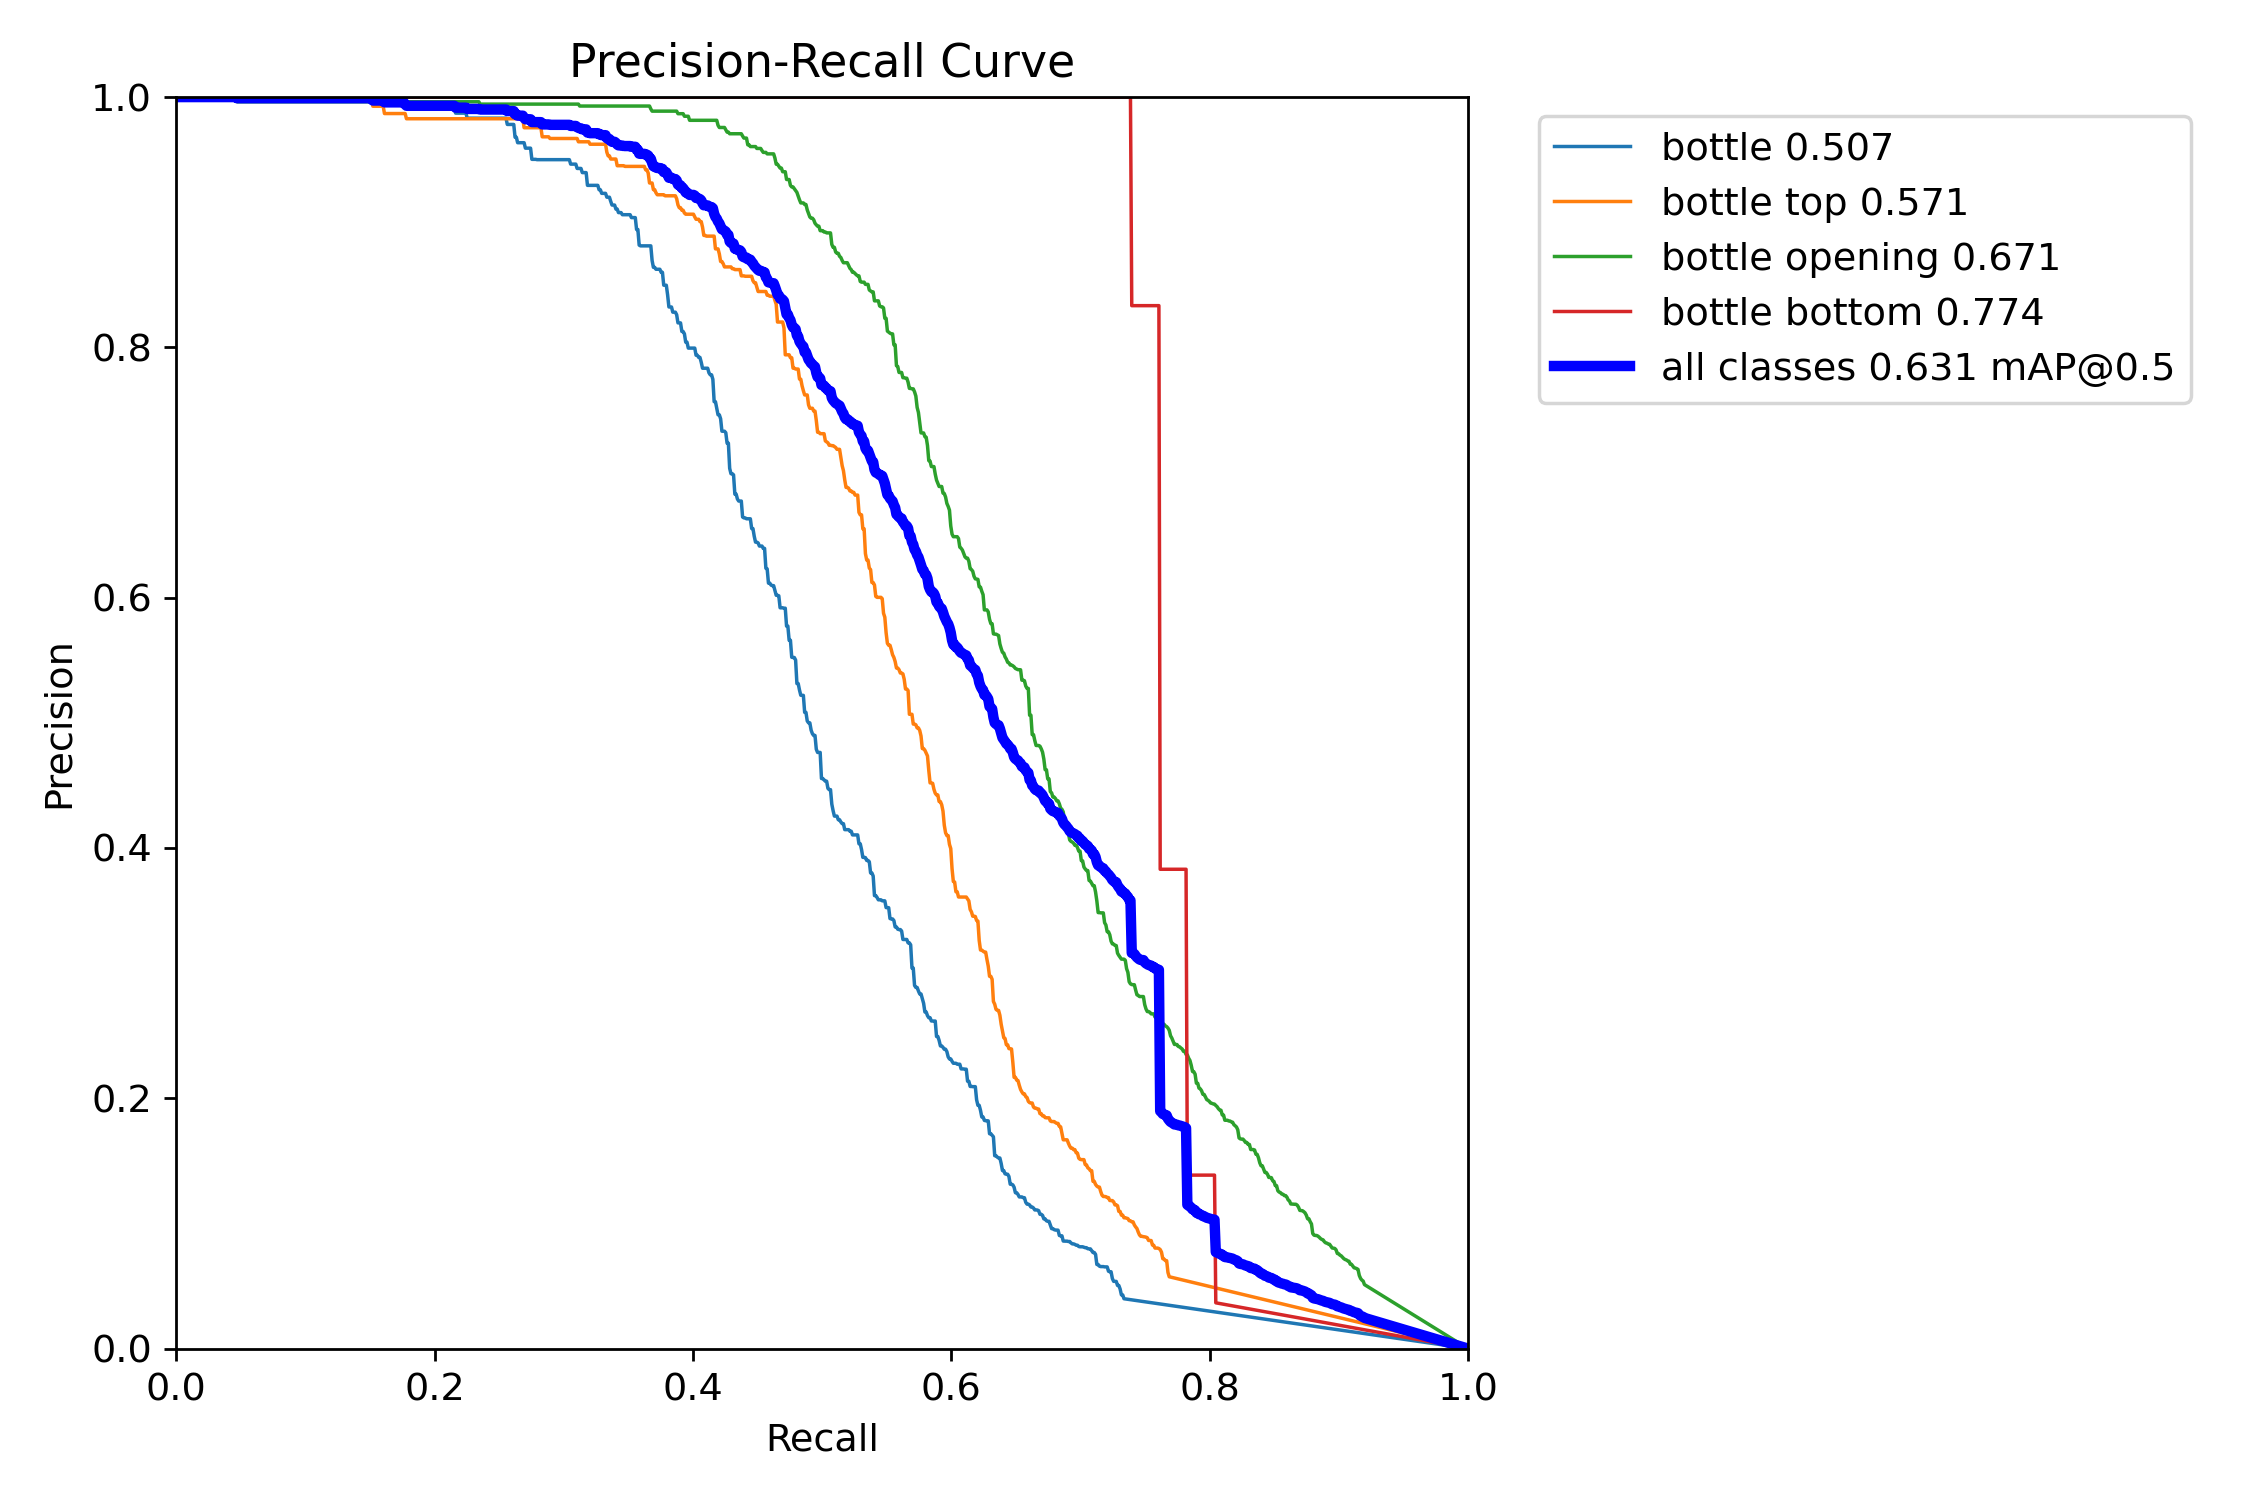 Precision-Recall Curve
1.0
0.8
0.6
0.4
0.2
0.0
Precision
0.0 0.2 0.4 0.6 0.8 1.0
Recall
bottle 0.507
bottle top 0.571
bottle opening 0.671
bottle bottom 0.774
all classes 0.631 mAP@0.5